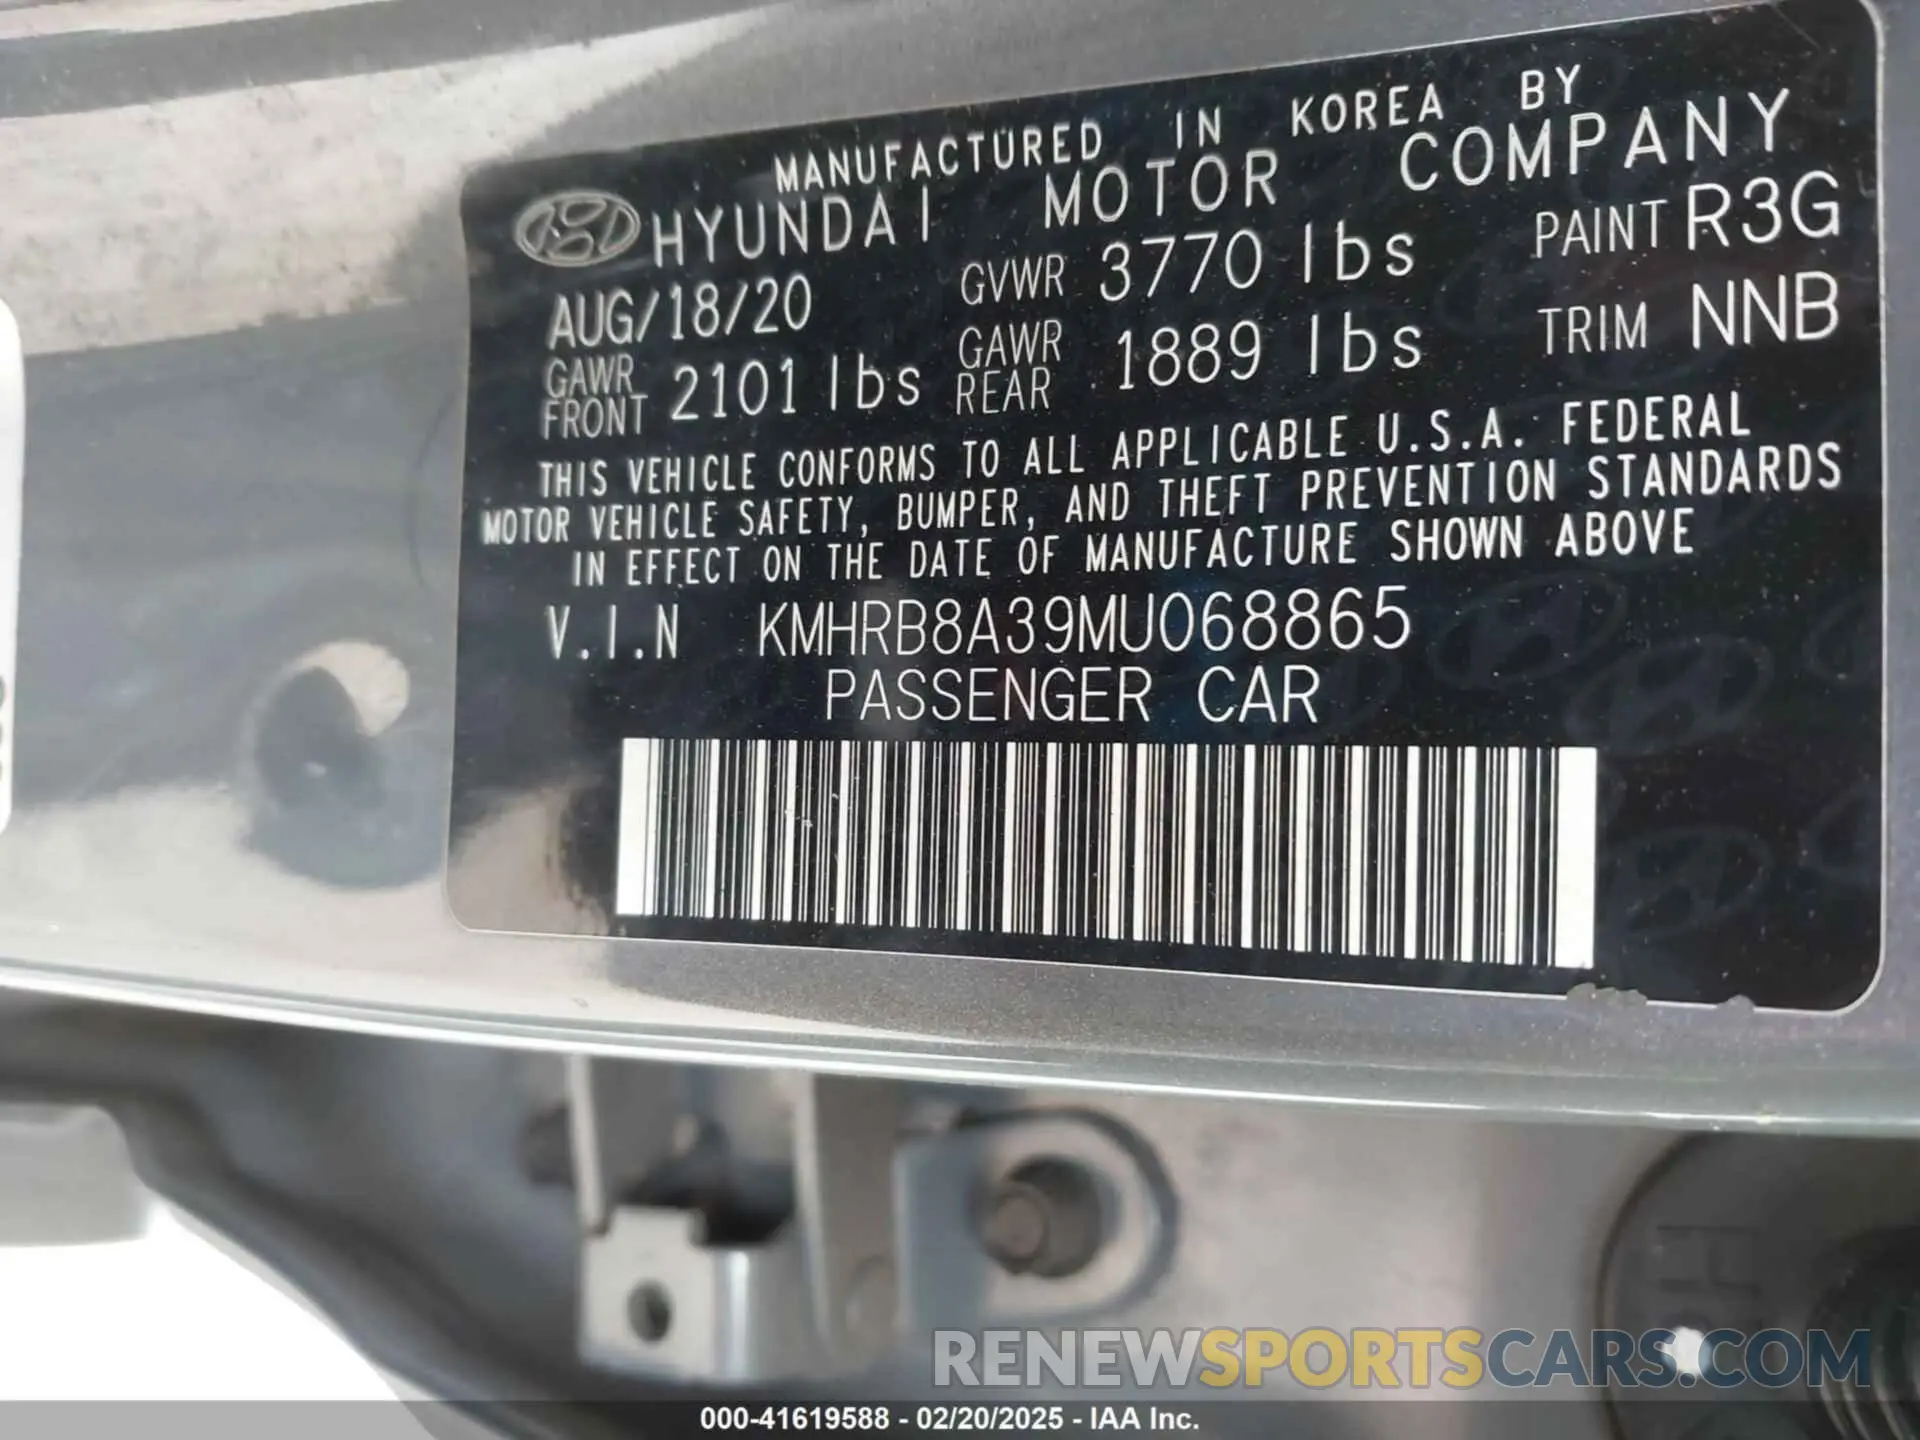 MANUFACTURED IN KOREA BY
HYUNDAI MOTOR COMPANY
AUG/18/20 GVWR 3770 lbs PAINT R3G
GAWR FRONT 2101 lbs GAWR REAR 1889 lbs TRIM NNB
THIS VEHICLE CONFORMS TO ALL APPLICABLE U.S.A. FEDERAL
MOTOR VEHICLE SAFETY, BUMPER, AND THEFT PREVENTION STANDARDS
IN EFFECT ON THE DATE OF MANUFACTURE SHOWN ABOVE
V.I.N KMHRB8A39MU068865
PASSENGER CAR
RENEWSPORTSCARS.COM
000-41619588 - 02/20/2025 - IAA Inc.